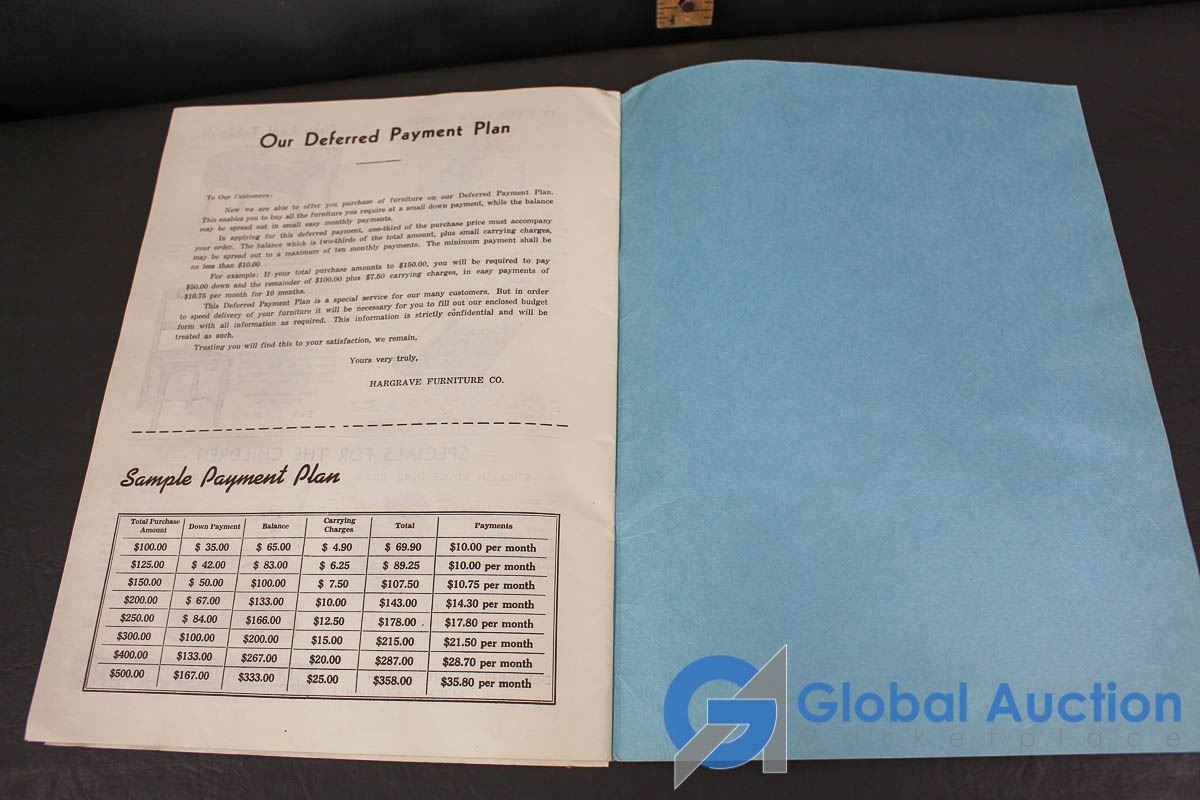 Our Deferred Payment Plan
To Our Customers:
Now we are able to offer you purchase of furniture on our Deferred Payment Plan.
This enables you to buy all the furniture you require at a small down payment, while the balance
may be spread out in small easy monthly payments.
In applying for this deferred payment, one-third of the purchase price must accompany
your order. The balance which is two-thirds of the total amount, plus small carrying charges,
may be spread out to a maximum of ten monthly payments. The minimum payment shall be
no less than $10.00
For example: If your total purchase amounts to $150.00, you will be required to pay
$50.00 down and the remainder of $100.00 plus $7.50 carrying charges, in easy payments of
$10.75 per month for 10 months.
This Deferred Payment Plan is a special service for our many customers. But in order
to speed delivery of your furniture it will be necessary for you to fill out our enclosed budget
form with all information as required. This information is strictly confidential and will be
treated as such.
Trusting you will find this to your satisfaction, we remain,
Yours very truly,
HARGRAVE FURNITURE CO.
SPECIALS FOR THE CHILDREN
Sample Payment Plan
Total Purchase Amount Down Payment Balance Carrying Charges Total Payments
$100.00 $ 35.00 $ 65.00 $ 4.90 $ 69.90 $10.00 per month
$125.00 $ 42.00 $ 83.00 $ 6.25 $ 89.25 $10.00 per month
$150.00 $ 50.00 $100.00 $ 7.50 $107.50 $10.75 per month
$200.00 $ 67.00 $133.00 $10.00 $143.00 $14.30 per month
$250.00 $ 84.00 $166.00 $12.50 $178.00 $17.80 per month
$300.00 $100.00 $200.00 $15.00 $215.00 $21.50 per month
$400.00 $133.00 $267.00 $20.00 $287.00 $28.70 per month
$500.00 $167.00 $333.00 $25.00 $358.00 $35.80 per month
GA Global Auction
Marketplace